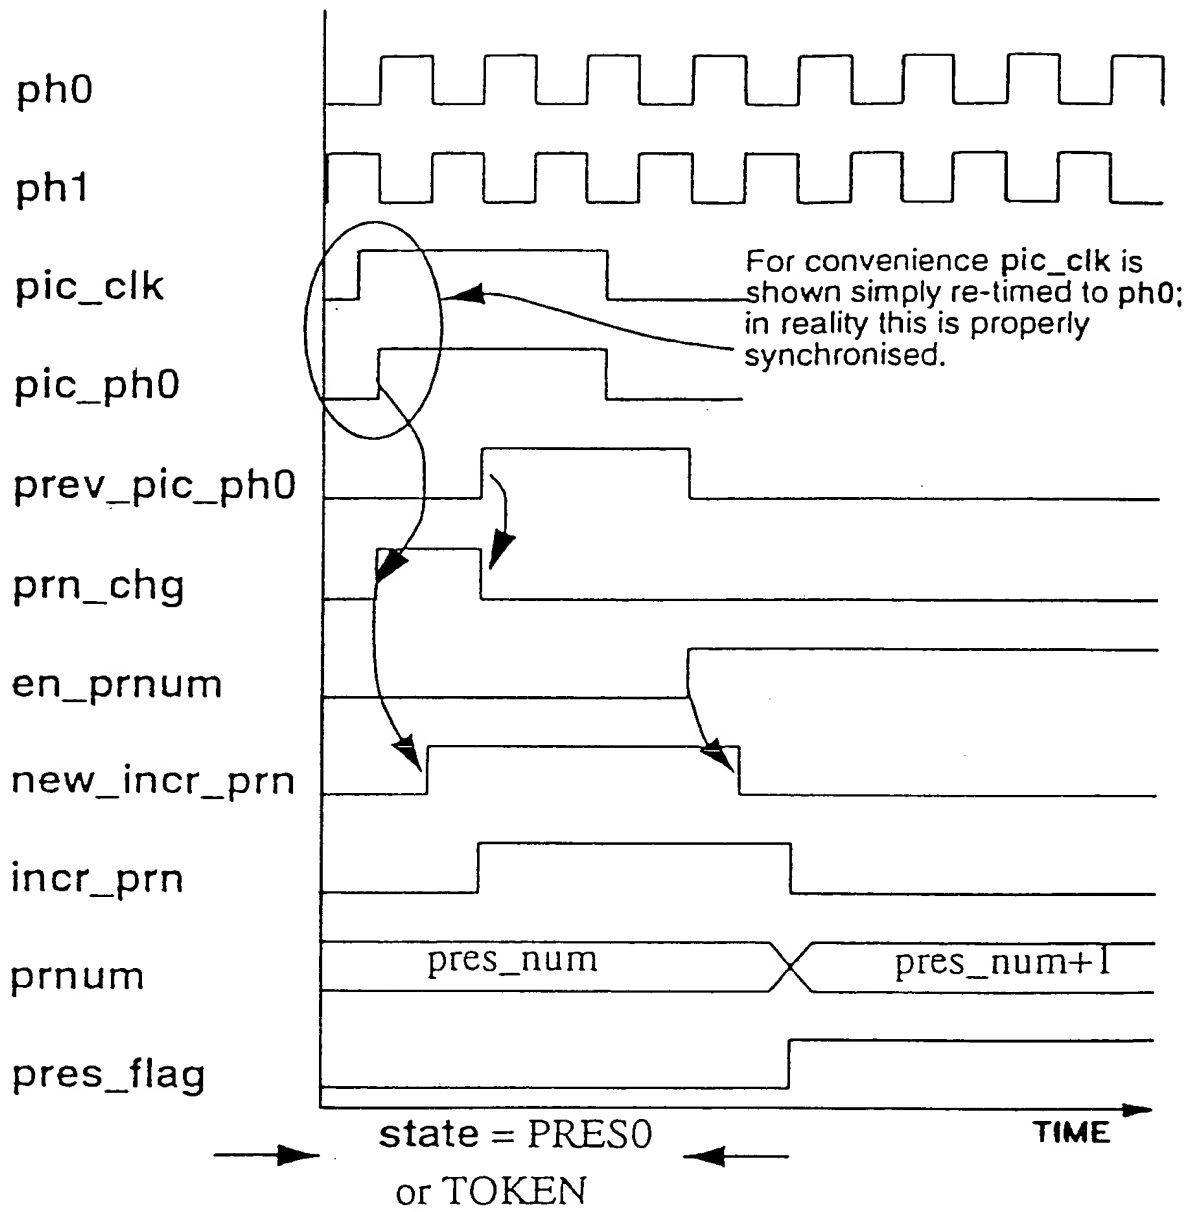 ph0
ph1
pic_clk
For convenience pic_clk is
shown simply re-timed to ph0;
in reality this is properly
synchronised.
pic_ph0
prev_pic_ph0
prn_chg
en_prnum
new_incr_prn
incr_prn
prnum
pres_num
pres_num+1
pres_flag
TIME
state = PRES0
or TOKEN